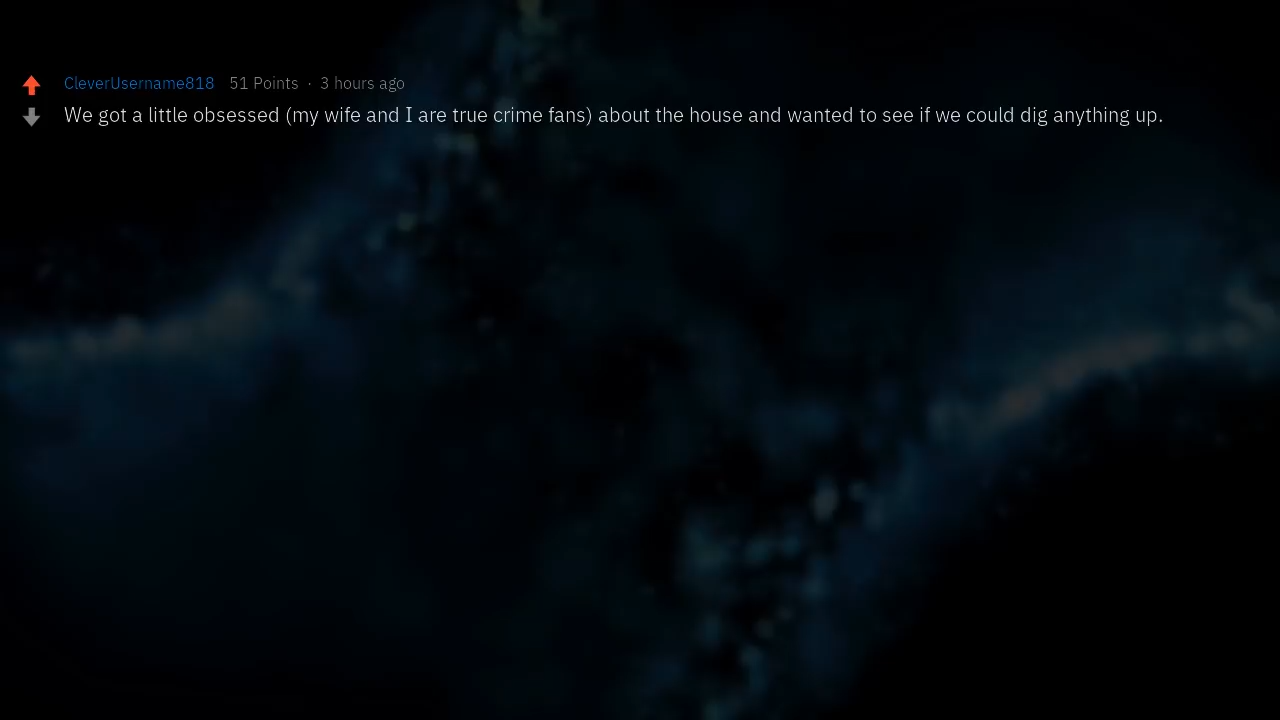 CleverUsername818 51 Points · 3 hours ago
We got a little obsessed (my wife and I are true crime fans) about the house and wanted to see if we could dig anything up.